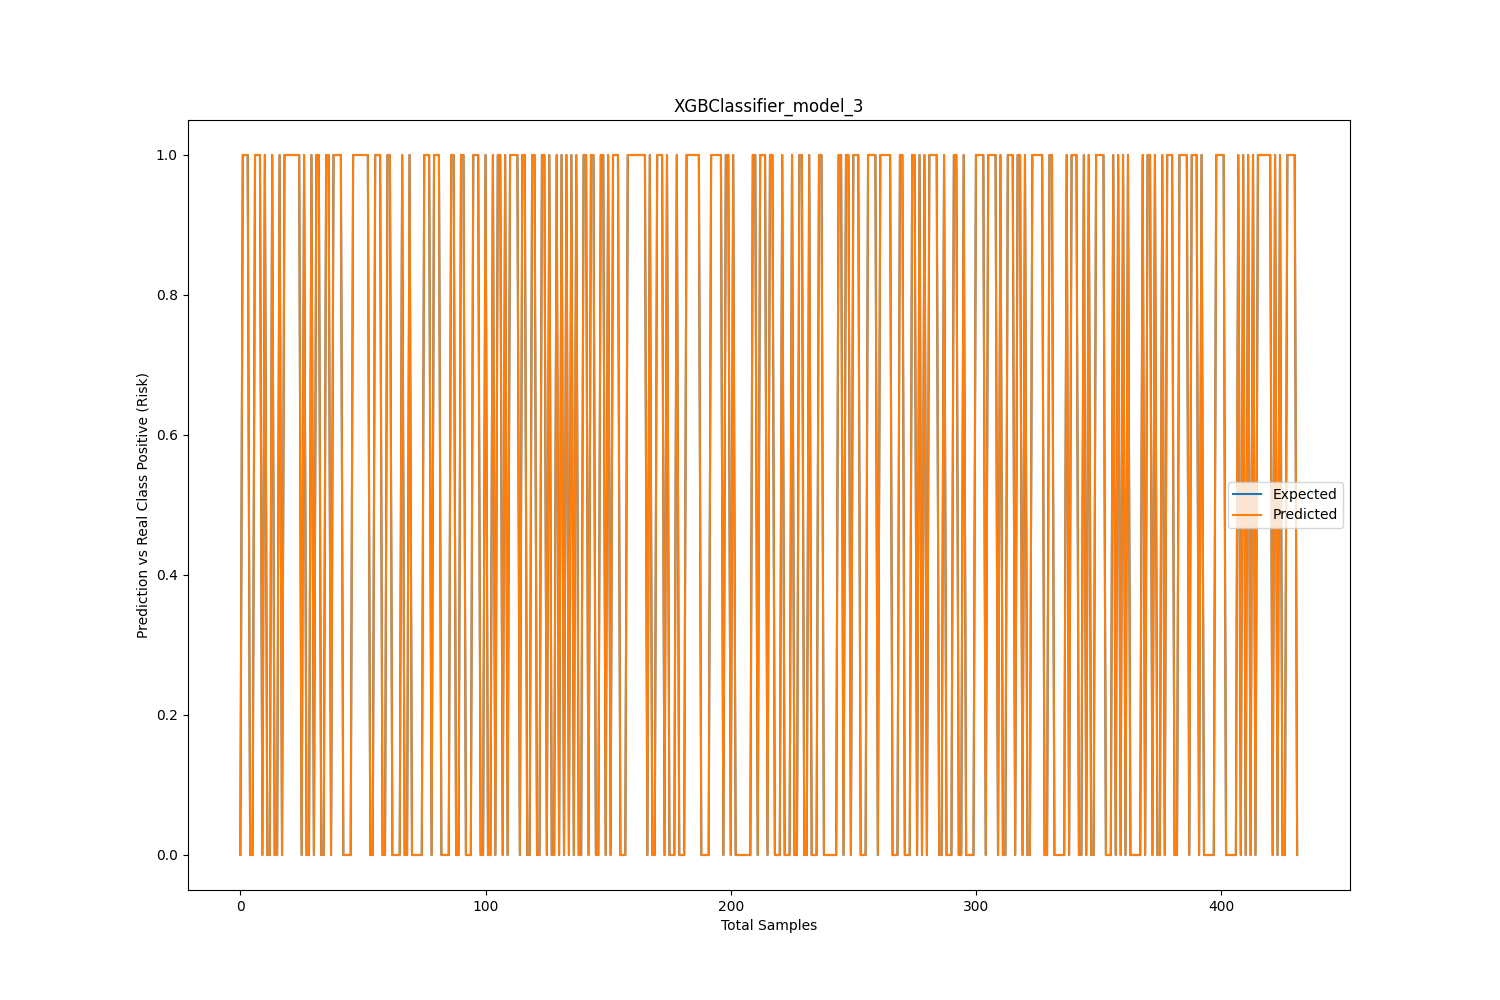 XGBClassifier_model_3
Prediction vs Real Class Positive (Risk)
1.0
0.8
0.6
0.4
0.2
0.0
Expected
Predicted
0
100
200
300
400
Total Samples